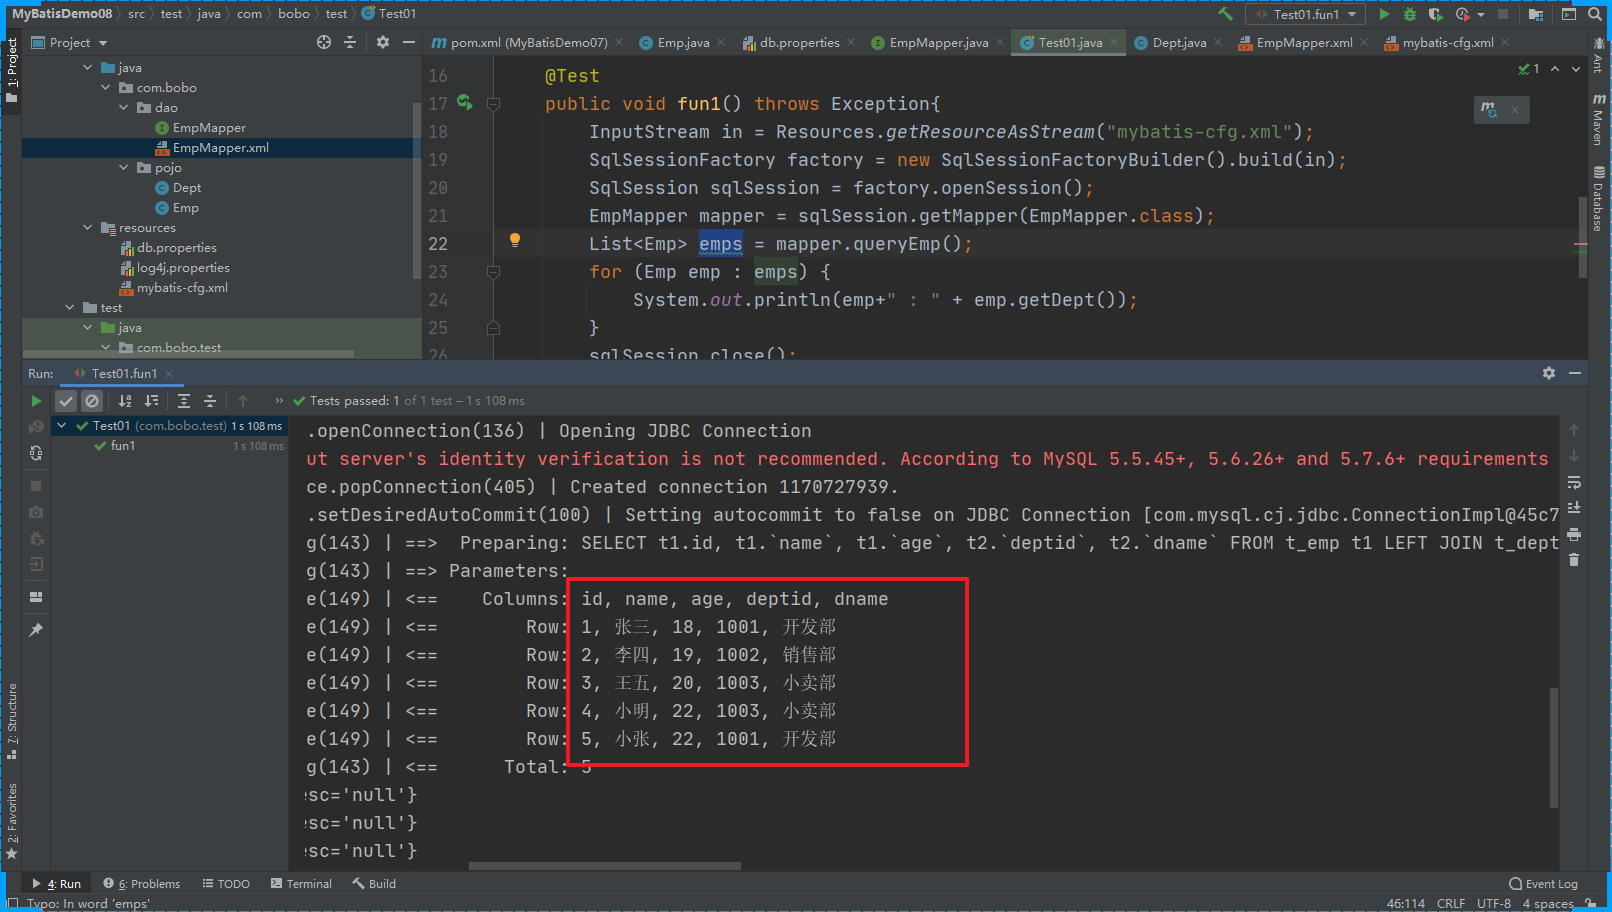 MyBatisDemo08 src test java com bobo test Test01 Test01.fun1
Project
pom.xml (MyBatisDemo07) Emp.java db.properties EmpMapper.java Test01.java Dept.java EmpMapper.xml mybatis-cfg.xml
1: Project
java
com.bobo
dao
EmpMapper
EmpMapper.xml
pojo
Dept
Emp
resources
db.properties
log4j.properties
mybatis-cfg.xml
test
java
com.bobo.test
16 @Test
17 public void fun1() throws Exception{
18 InputStream in = Resources.getResourceAsStream("mybatis-cfg.xml");
19 SqlSessionFactory factory = new SqlSessionFactoryBuilder().build(in);
20 SqlSession sqlSession = factory.openSession();
21 EmpMapper mapper = sqlSession.getMapper(EmpMapper.class);
22 List<Emp> emps = mapper.queryEmp();
23 for (Emp emp : emps) {
24 System.out.println(emp+" : " + emp.getDept());
25 }
26 sqlSession.close();
1
Ant
Maven
Database
Run: Test01.fun1
Tests passed: 1 of 1 test – 1 s 108 ms
Test01 (com.bobo.test) 1 s 108 ms
fun1 1 s 108 ms
.openConnection(136) | Opening JDBC Connection
ut server's identity verification is not recommended. According to MySQL 5.5.45+, 5.6.26+ and 5.7.6+ requirements
ce.popConnection(405) | Created connection 1170727939.
.setDesiredAutoCommit(100) | Setting autocommit to false on JDBC Connection [com.mysql.cj.jdbc.ConnectionImpl@45c7
g(143) | ==>  Preparing: SELECT t1.id, t1.`name`, t1.`age`, t2.`deptid`, t2.`dname` FROM t_emp t1 LEFT JOIN t_dept
g(143) | ==> Parameters:
e(149) | <==    Columns: id, name, age, deptid, dname
e(149) | <==        Row: 1, 张三, 18, 1001, 开发部
e(149) | <==        Row: 2, 李四, 19, 1002, 销售部
e(149) | <==        Row: 3, 王五, 20, 1003, 小卖部
e(149) | <==        Row: 4, 小明, 22, 1003, 小卖部
e(149) | <==        Row: 5, 小张, 22, 1001, 开发部
g(143) | <==      Total: 5
esc='null'}
esc='null'}
esc='null'}
7: Structure
2: Favorites
4: Run 6: Problems TODO Terminal Build Event Log
Typo: In word 'emps' 46:114 CRLF UTF-8 4 spaces